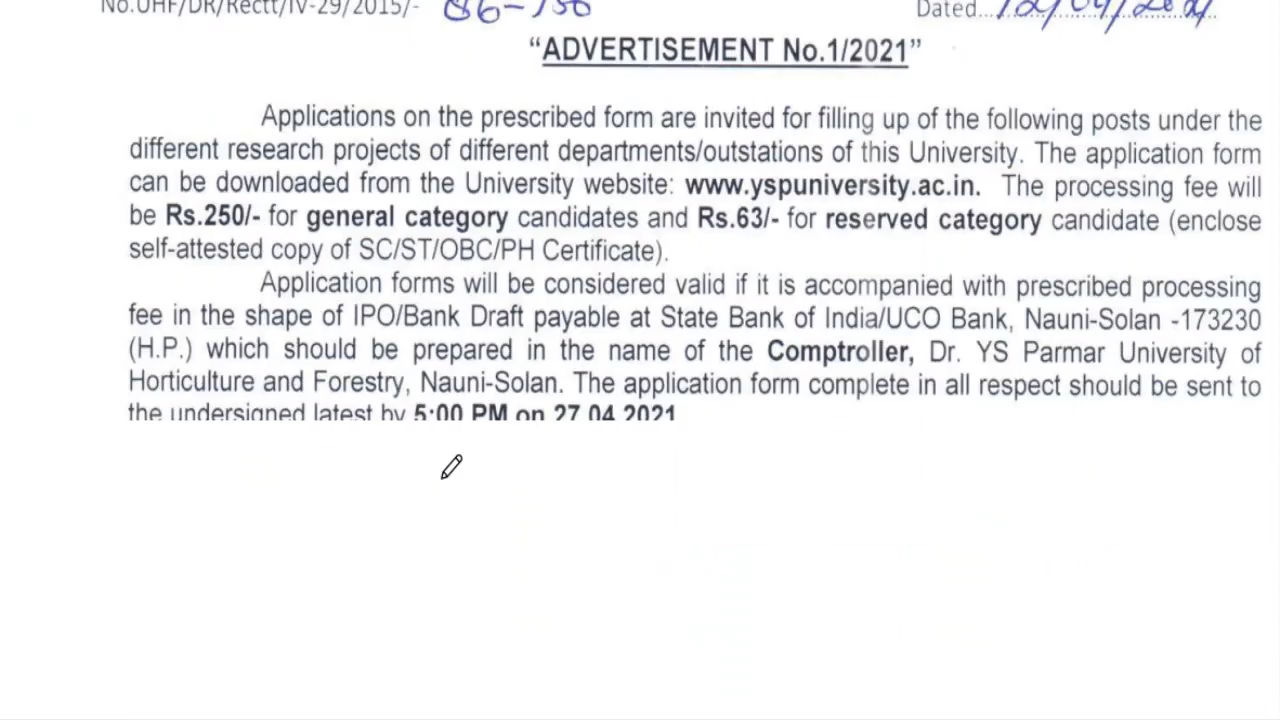 No.UHF/DR/Rectt/IV-29/2015/- 86-136
Dated
"ADVERTISEMENT No.1/2021"
Applications on the prescribed form are invited for filling up of the following posts under the
different research projects of different departments/outstations of this University. The application form
can be downloaded from the University website: www.yspuniversity.ac.in. The processing fee will
be Rs.250/- for general category candidates and Rs.63/- for reserved category candidate (enclose
self-attested copy of SC/ST/OBC/PH Certificate).
Application forms will be considered valid if it is accompanied with prescribed processing
fee in the shape of IPO/Bank Draft payable at State Bank of India/UCO Bank, Nauni-Solan -173230
(H.P.) which should be prepared in the name of the Comptroller, Dr. YS Parmar University of
Horticulture and Forestry, Nauni-Solan. The application form complete in all respect should be sent to
the undersigned latest by 5:00 PM on 27.04.2021